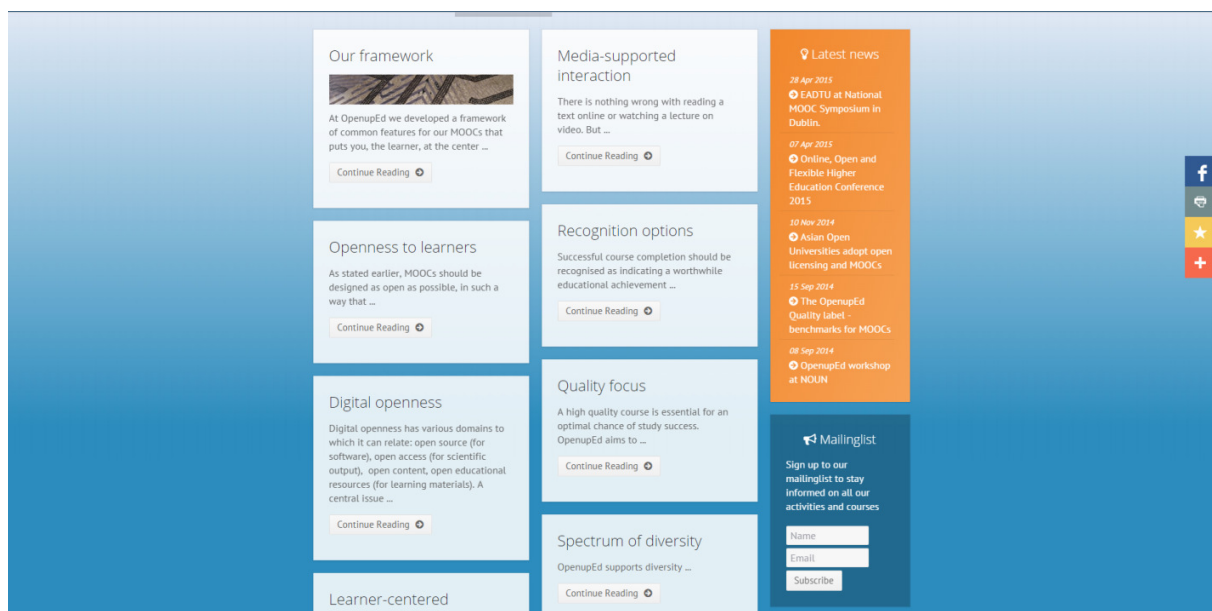 Our framework
At OpenupEd we developed a framework
of common features for our MOOCs that
puts you, the learner, at the center ...
Continue Reading
Openness to learners
As stated earlier, MOOCs should be
designed as open as possible, in such a
way that ...
Continue Reading
Digital openness
Digital openness has various domains to
which it can relate: open source (for
software), open access (for scientific
output), open content, open educational
resources (for learning materials). A
central issue ...
Continue Reading
Learner-centered
Media-supported
interaction
There is nothing wrong with reading a
text online or watching a lecture on
video. But ...
Continue Reading
Recognition options
Successful course completion should be
recognised as indicating a worthwhile
educational achievement ...
Continue Reading
Quality focus
A high quality course is essential for an
optimal chance of study success.
OpenupEd aims to ...
Continue Reading
Spectrum of diversity
OpenupEd supports diversity ...
Continue Reading
Latest news
28 Apr 2015
EADTU at National
MOOC Symposium in
Dublin.
07 Apr 2015
Online, Open and
Flexible Higher
Education Conference
2015
10 Nov 2014
Asian Open
Universities adopt open
licensing and MOOCs
15 Sep 2014
The OpenupEd
Quality label -
benchmarks for MOOCs
08 Sep 2014
OpenupEd workshop
at NOUN
Mailinglist
Sign up to our
mailinglist to stay
informed on all our
activities and courses
Name
Email
Subscribe